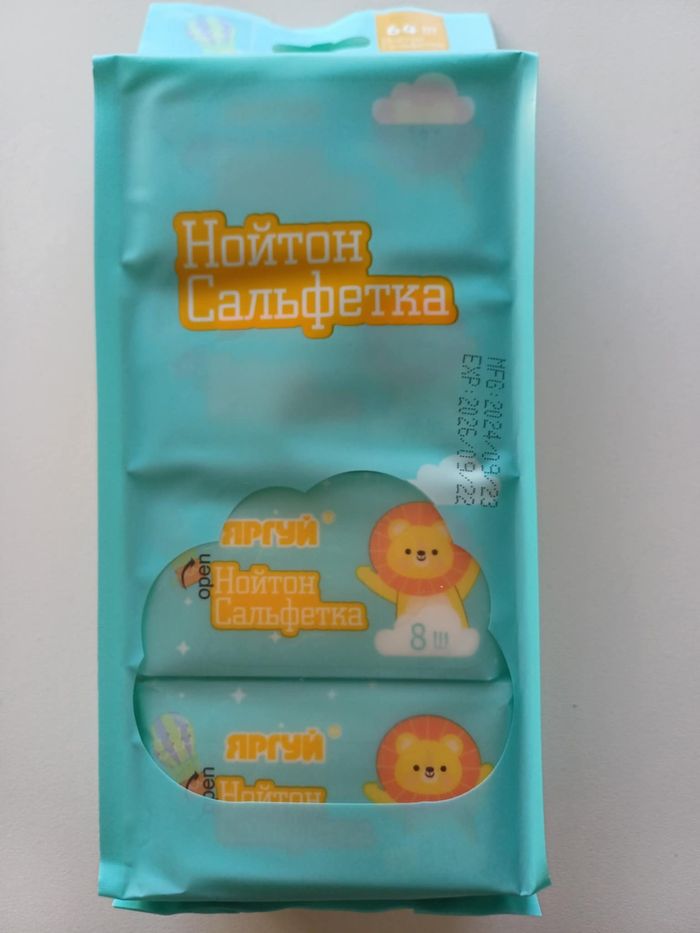 64 ш
Нойтон
Сальфетка
MFG:2024/09/23
EXP:2026/09/22
ЯРГУЙ
open
Нойтон
Сальфетка
8 ш
ЯРГУЙ
open
Нойтон